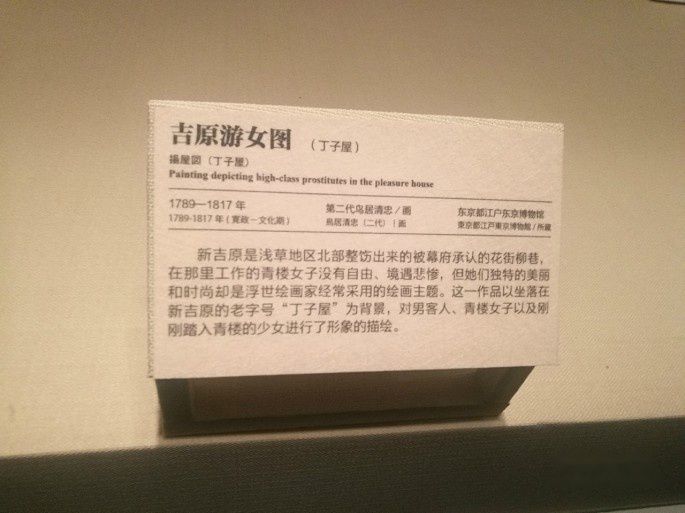 吉原游女图 （丁子屋）
揚屋図（丁子屋）
Painting depicting high-class prostitutes in the pleasure house
1789—1817 年 第二代鸟居清忠／画 东京都江户东京博物馆
1789-1817 年（寛政－文化期） 鳥居清忠（二代）｜画 東京都江戸東京博物館／所蔵
新吉原是浅草地区北部整饬出来的被幕府承认的花街柳巷，
在那里工作的青楼女子没有自由、境遇悲惨，但她们独特的美丽
和时尚却是浮世绘画家经常采用的绘画主题。这一作品以坐落在
新吉原的老字号“丁子屋”为背景，对男客人、青楼女子以及刚
刚踏入青楼的少女进行了形象的描绘。